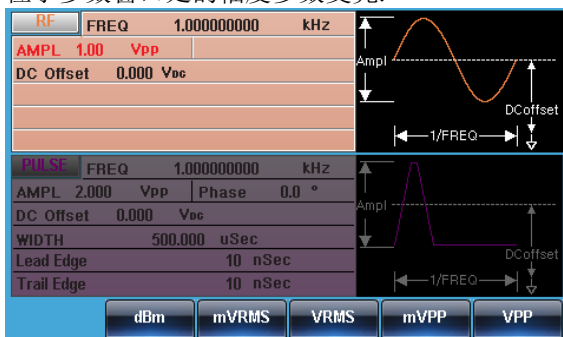 RF FREQ 1.000000000 kHz
AMPL 1.00 Vpp
DC Offset 0.000 VDC
Ampl
DCoffset
1/FREQ
PULSE FREQ 1.000000000 kHz
AMPL 2.000 Vpp Phase 0.0 °
DC Offset 0.000 VDC
WIDTH 500.000 uSec
Lead Edge 10 nSec
Trail Edge 10 nSec
Ampl
DCoffset
1/FREQ
dBm mVRMS VRMS mVPP VPP